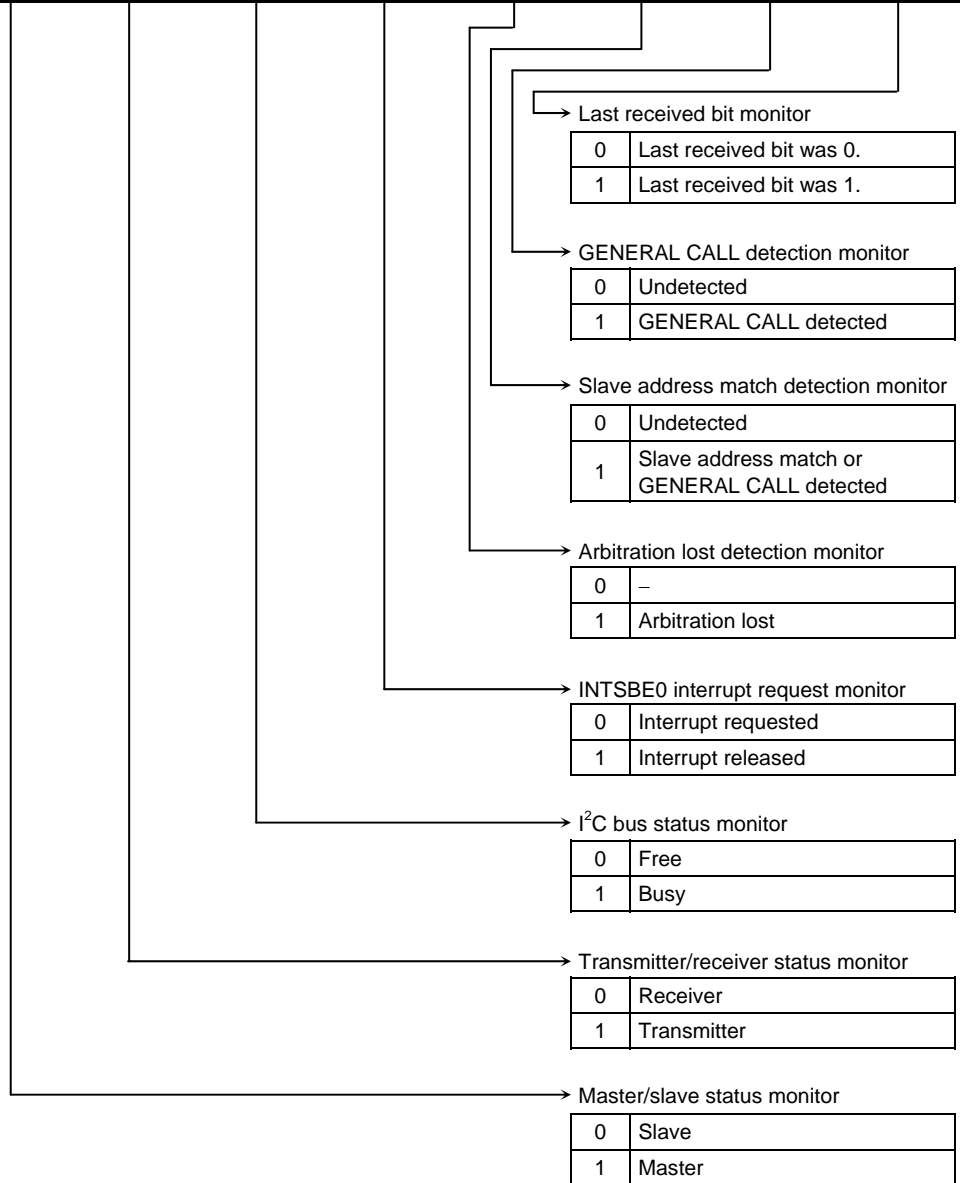 Last received bit monitor
0 Last received bit was 0.
1 Last received bit was 1.
GENERAL CALL detection monitor
0 Undetected
1 GENERAL CALL detected
Slave address match detection monitor
0 Undetected
1 Slave address match or
GENERAL CALL detected
Arbitration lost detection monitor
0 –
1 Arbitration lost
INTSBE0 interrupt request monitor
0 Interrupt requested
1 Interrupt released
I²C bus status monitor
0 Free
1 Busy
Transmitter/receiver status monitor
0 Receiver
1 Transmitter
Master/slave status monitor
0 Slave
1 Master